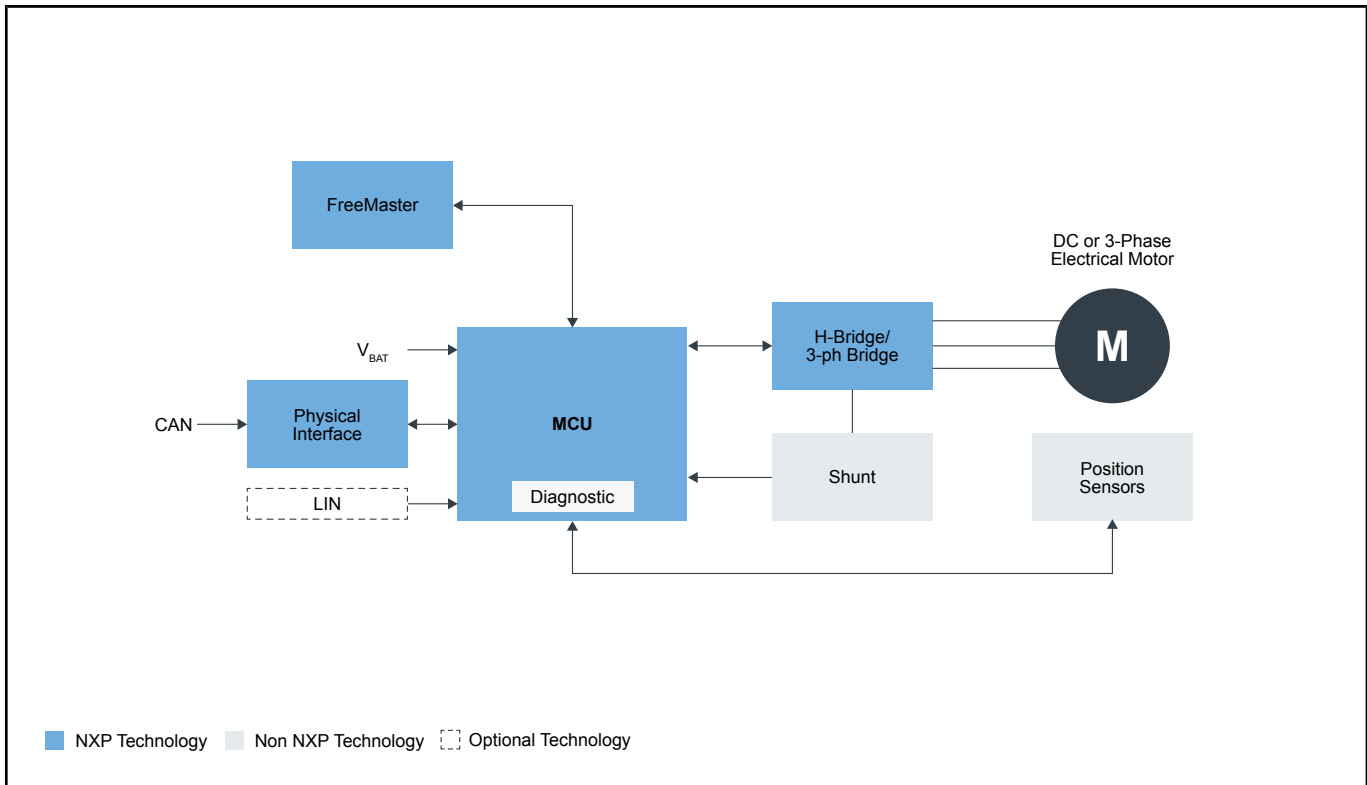 FreeMaster
DC or 3-Phase
Electrical Motor
M
H-Bridge/
3-ph Bridge
VBAT
CAN
Physical
Interface
MCU
LIN
Diagnostic
Shunt
Position
Sensors
NXP Technology
Non NXP Technology
Optional Technology